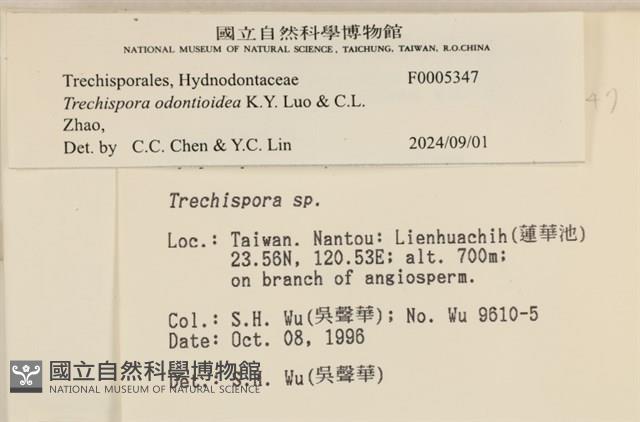 國立自然科學博物館
NATIONAL MUSEUM OF NATURAL SCIENCE, TAICHUNG, TAIWAN, R.O.CHINA
Trechisporales, Hydnodontaceae F0005347
Trechispora odontioidea K.Y. Luo & C.L.
Zhao,
Det. by C.C. Chen & Y.C. Lin 2024/09/01
47
Trechispora sp.
Loc.: Taiwan. Nantou: Lienhuachih(蓮華池)
23.56N, 120.53E; alt. 700m;
on branch of angiosperm.
Col.: S.H. Wu(吳聲華); No. Wu 9610-5
Date: Oct. 08, 1996
Det.: S.H. Wu(吳聲華)
國立自然科學博物館
NATIONAL MUSEUM OF NATURAL SCIENCE